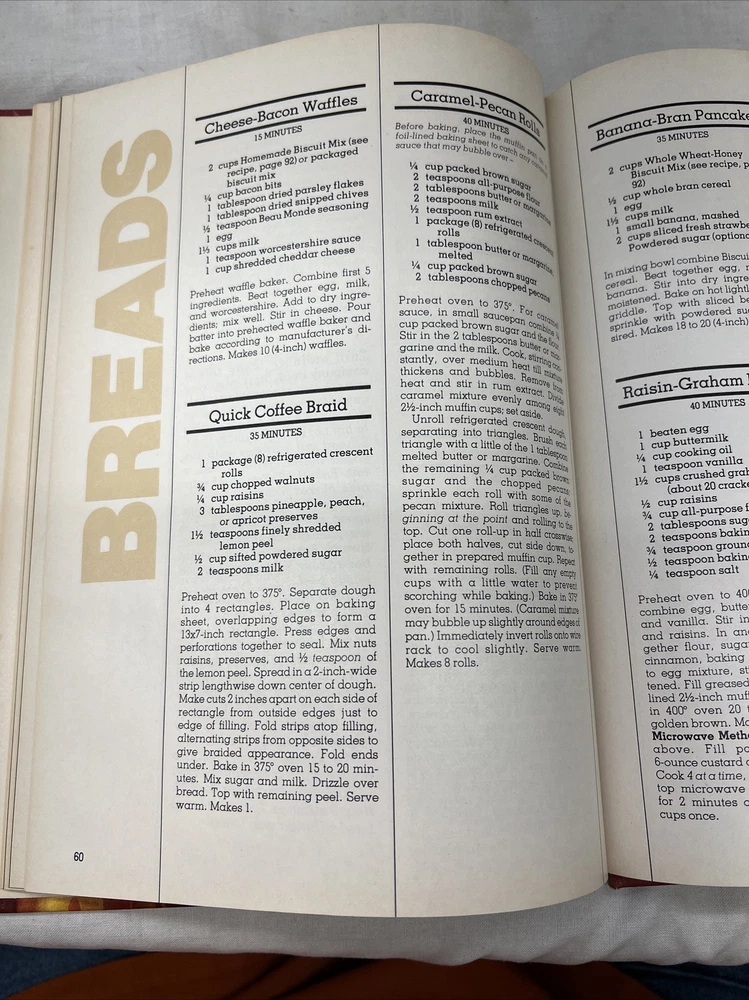 BREADS
Cheese-Bacon Waffles
15 MINUTES
2 cups Homemade Biscuit Mix (see
recipe, page 92) or packaged
biscuit mix
¼ cup bacon bits
1 tablespoon dried parsley flakes
1 tablespoon dried snipped chives
½ teaspoon Beau Monde seasoning
1 egg
1½ cups milk
1 teaspoon worcestershire sauce
1 cup shredded cheddar cheese
Preheat waffle baker. Combine first 5
ingredients. Beat together egg, milk,
and worcestershire. Add to dry ingre-
dients; mix well. Stir in cheese. Pour
batter into preheated waffle baker and
bake according to manufacturer's di-
rections. Makes 10 (4-inch) waffles.
Quick Coffee Braid
35 MINUTES
1 package (8) refrigerated crescent
rolls
¾ cup chopped walnuts
¼ cup raisins
3 tablespoons pineapple, peach,
or apricot preserves
1½ teaspoons finely shredded
lemon peel
½ cup sifted powdered sugar
2 teaspoons milk
Preheat oven to 375°. Separate dough
into 4 rectangles. Place on baking
sheet, overlapping edges to form a
13x7-inch rectangle. Press edges and
perforations together to seal. Mix nuts
raisins, preserves, and ½ teaspoon of
the lemon peel. Spread in a 2-inch-wide
strip lengthwise down center of dough.
Make cuts 2 inches apart on each side of
rectangle from outside edges just to
edge of filling. Fold strips atop filling,
alternating strips from opposite sides to
give braided appearance. Fold ends
under. Bake in 375° oven 15 to 20 min-
utes. Mix sugar and milk. Drizzle over
bread. Top with remaining peel. Serve
warm. Makes 1.
60
Caramel-Pecan Rolls
40 MINUTES
Before baking, place the muffin pan on a
foil-lined baking sheet to catch any
sauce that may bubble over.
¼ cup packed brown sugar
2 teaspoons all-purpose flour
2 tablespoons butter or margarine
2 teaspoons milk
½ teaspoon rum extract
1 package (8) refrigerated crescent
rolls
1 tablespoon butter or margarine,
melted
¼ cup packed brown sugar
2 tablespoons chopped pecans
Preheat oven to 375°. For caramel
sauce, in small saucepan combine ¼
cup packed brown sugar and the flour.
Stir in the 2 tablespoons butter or mar-
garine and the milk. Cook, stirring con-
stantly, over medium heat till mixture
thickens and bubbles. Remove from
heat and stir in rum extract. Divide
caramel mixture evenly among eight
2½-inch muffin cups; set aside.
Unroll refrigerated crescent dough,
separating into triangles. Brush each
triangle with a little of the 1 tablespoon
melted butter or margarine. Combine
the remaining ¼ cup packed brown
sugar and the chopped pecans;
sprinkle each roll with some of the
pecan mixture. Roll triangles up, be-
ginning at the point and rolling to the
top. Cut one roll-up in half crosswise;
place both halves, cut side down, to-
gether in prepared muffin cup. Repeat
with remaining rolls. (Fill any empty
cups with a little water to prevent
scorching while baking.) Bake in 375°
oven for 15 minutes. (Caramel mixture
may bubble up slightly around edges of
pan.) Immediately invert rolls onto wire
rack to cool slightly. Serve warm.
Makes 8 rolls.
Banana-Bran Pancake
35 MINUTES
2 cups Whole Wheat-Honey
Biscuit Mix (see recipe, p
92)
½ cup whole bran cereal
1 egg
1½ cups milk
1 small banana, mashed
2 cups sliced fresh strawbe
Powdered sugar (optiona
In mixing bowl combine Biscui
cereal. Beat together egg, m
banana. Stir into dry ingre
moistened. Bake on hot lightl
griddle. Top with sliced be
sprinkle with powdered su
sired. Makes 18 to 20 (4-inch)
Raisin-Graham
40 MINUTES
1 beaten egg
1 cup buttermilk
¼ cup cooking oil
1 teaspoon vanilla
1½ cups crushed grah
(about 20 cracke
½ cup raisins
¾ cup all-purpose f
2 tablespoons sug
2 teaspoons bakin
¾ teaspoon groun
½ teaspoon bakin
¼ teaspoon salt
Preheat oven to 400
combine egg, butte
and vanilla. Stir in
and raisins. In an
gether flour, sugar
cinnamon, baking
to egg mixture, sti
tened. Fill greased
lined 2½-inch muff
in 400° oven 20 t
golden brown. Ma
Microwave Metho
above. Fill pa
6-ounce custard c
Cook 4 at a time,
top microwave
for 2 minutes o
cups once.